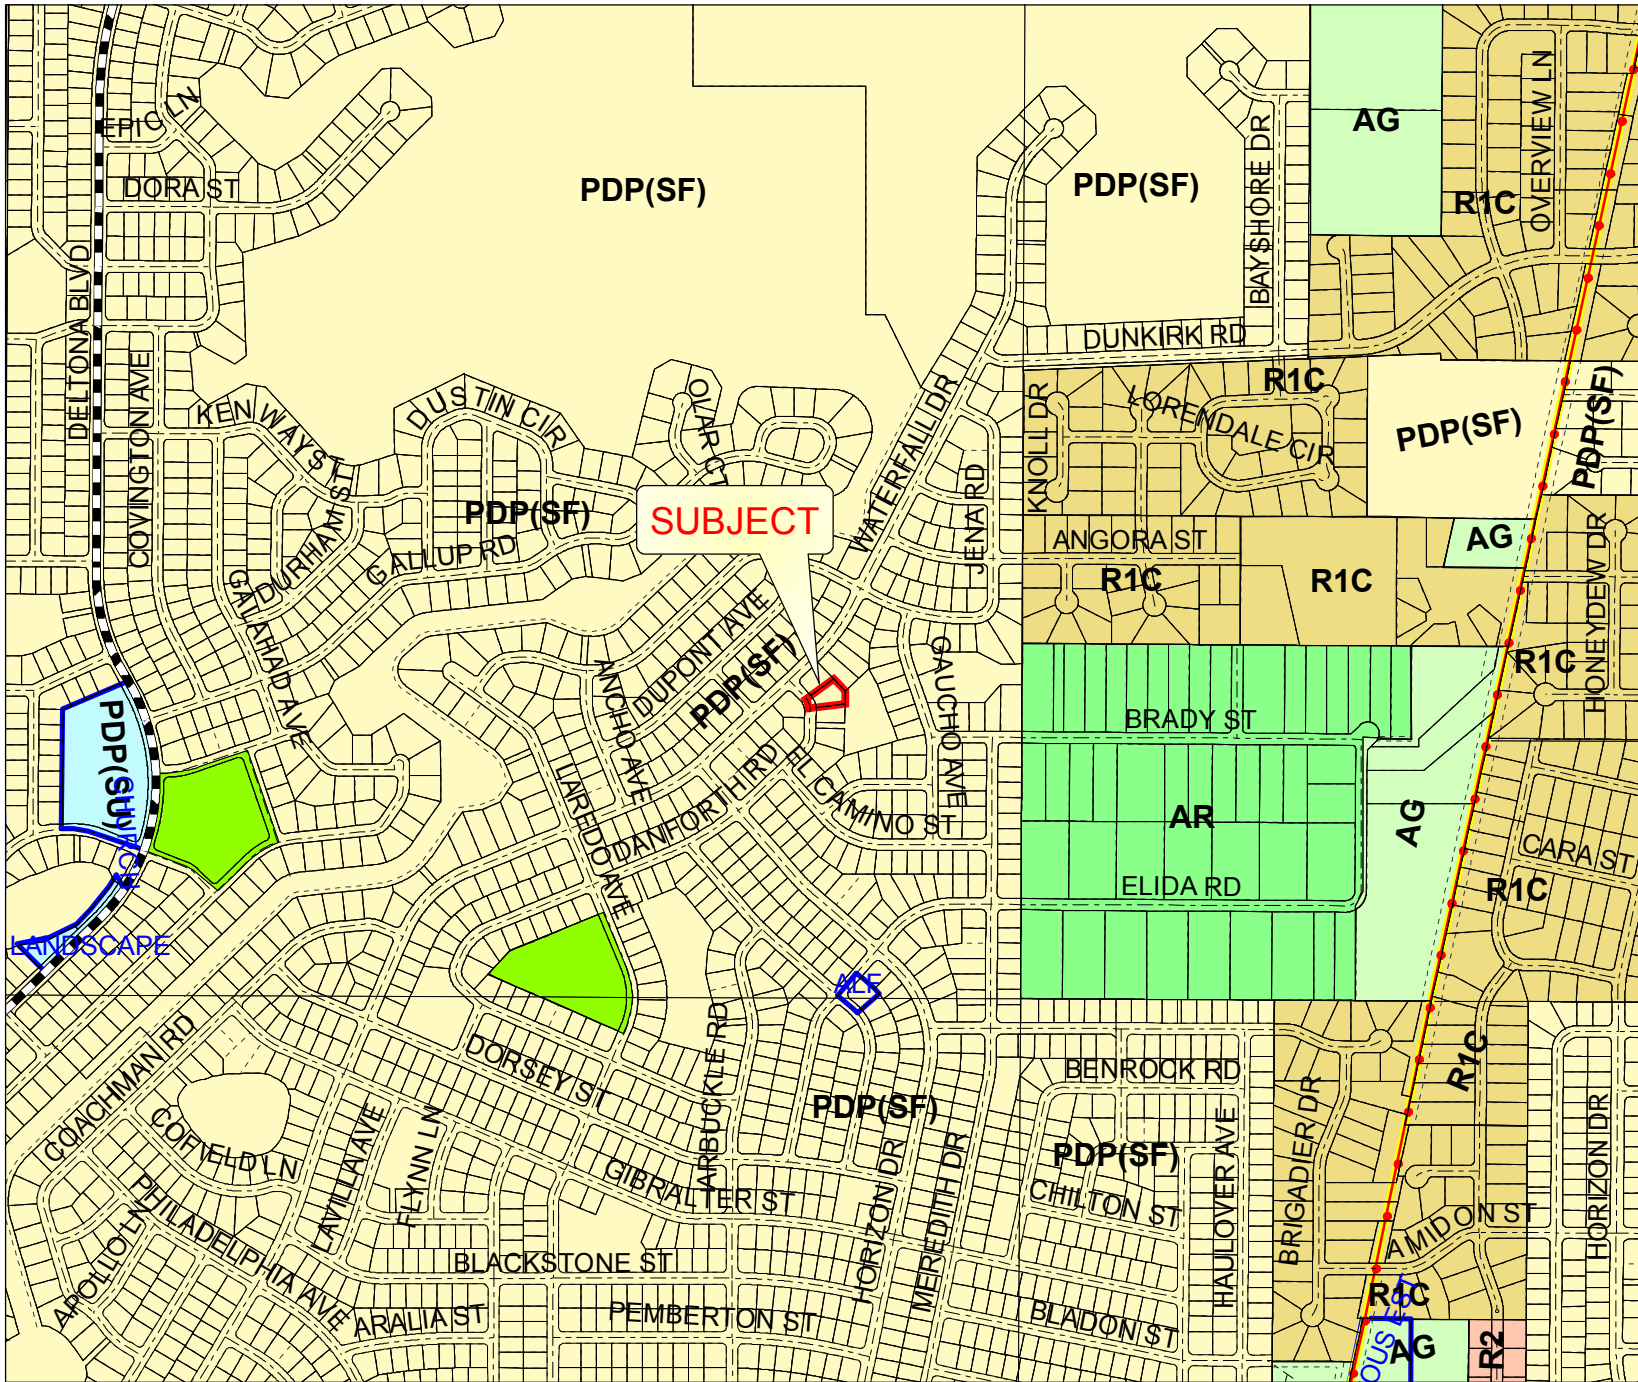 EPIC LN
DORA ST
DELTONA BLVD
COVINGTON AVE
PDP(SF)
PDP(SF)
BAYSHORE DR
AG
R1C
OVERVIEW LN
DUNKIRK RD
KENWAY ST
DUSTIN CIR
OLAR CT
WATERFALL DR
KNOLL DR
R1C
LORENDALE CIR
PDP(SF)
PDP(SF)
DURHAM ST
GALLUP RD
PDP(SF)
SUBJECT
JENA RD
ANGORA ST
R1C
R1C
AG
HONEYDEW DR
GALAHAD AVE
ANCHO AVE
DUPONT AVE
PDP(SF)
GAUCHO AVE
R1C
BRADY ST
PDP(SU)
CHURCH
LANDSCAPE
LAREDO AVE
DANFORTH RD
EL CAMINO ST
AR
AG
CARA ST
ELIDA RD
R1C
ALF
COACHMAN RD
DORSEY ST
ARBUCKLE RD
PDP(SF)
BENROCK RD
R1C
COFIELD LN
LAVILLA AVE
FLYNN LN
GIBRALTER ST
HORIZON DR
MEREDITH DR
PDP(SF)
CHILTON ST
HAULOVER AVE
BRIGADIER DR
AMIDON ST
HORIZON DR
APOLLO LN
PHILADELPHIA AVE
BLACKSTONE ST
ARALIA ST
PEMBERTON ST
BLADON ST
R1C
OUS EST
AG
R2